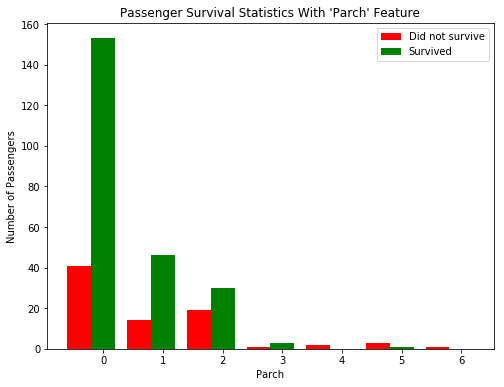 Passenger Survival Statistics With 'Parch' Feature
Did not survive
Survived
Number of Passengers
160
140
120
100
80
60
40
20
0
0 1 2 3 4 5 6
Parch